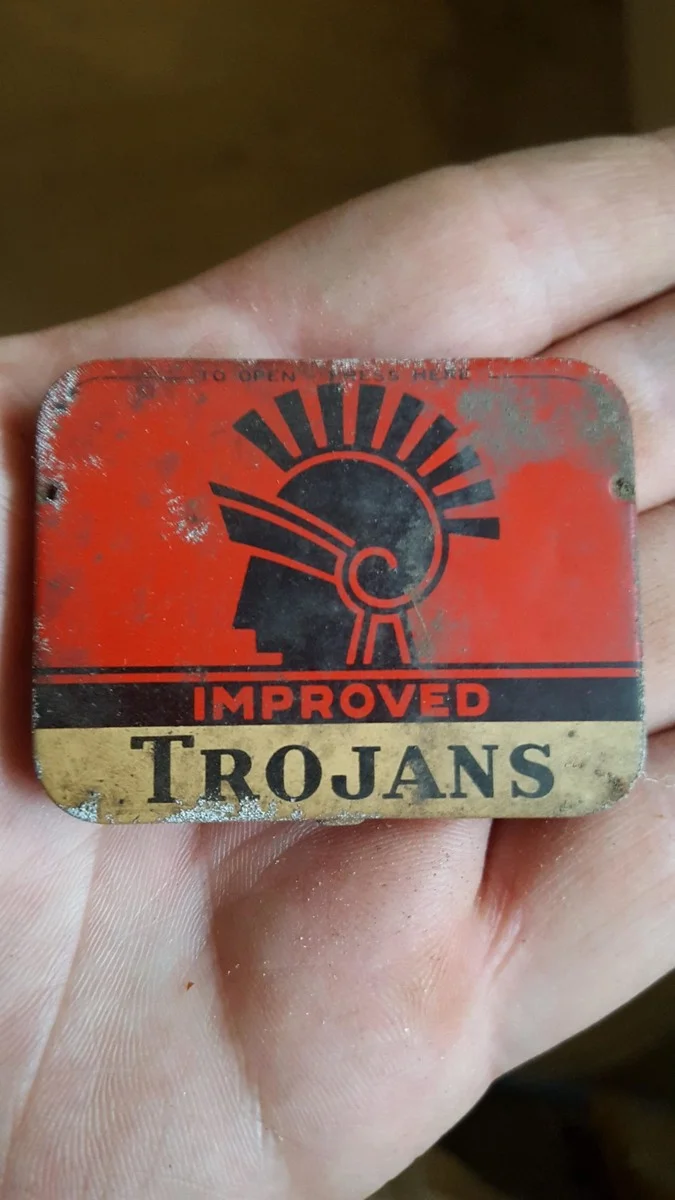 TO OPEN PRESS HERE
IMPROVED
TROJANS